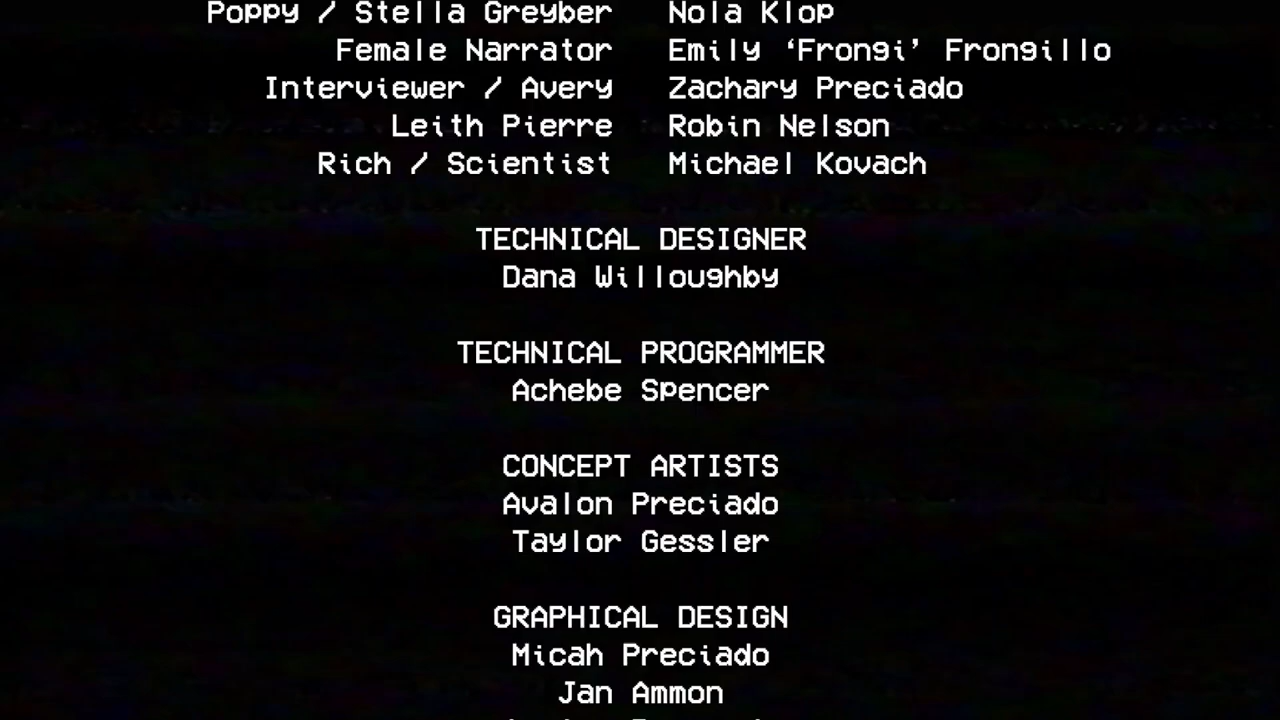 Poppy / Stella Greyber Nola Klop
Female Narrator Emily ‘Frongi’ Frongillo
Interviewer / Avery Zachary Preciado
Leith Pierre Robin Nelson
Rich / Scientist Michael Kovach
TECHNICAL DESIGNER
Dana Willoughby
TECHNICAL PROGRAMMER
Achebe Spencer
CONCEPT ARTISTS
Avalon Preciado
Taylor Gessler
GRAPHICAL DESIGN
Micah Preciado
Jan Ammon